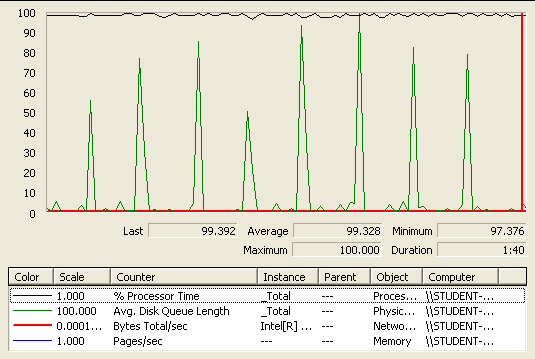 100
90
80
70
60
50
40
30
20
10
0
Last 99.392 Average 99.328 Minimum 97.376
Maximum 100.000 Duration 1:40
Color Scale Counter Instance Parent Object Computer
1.000 % Processor Time _Total --- Proces... \\STUDENT-...
100.000 Avg. Disk Queue Length _Total --- Physic... \\STUDENT-...
0.0001... Bytes Total/sec Intel[R] ... --- Netwo... \\STUDENT-...
1.000 Pages/sec --- --- Memory \\STUDENT-...